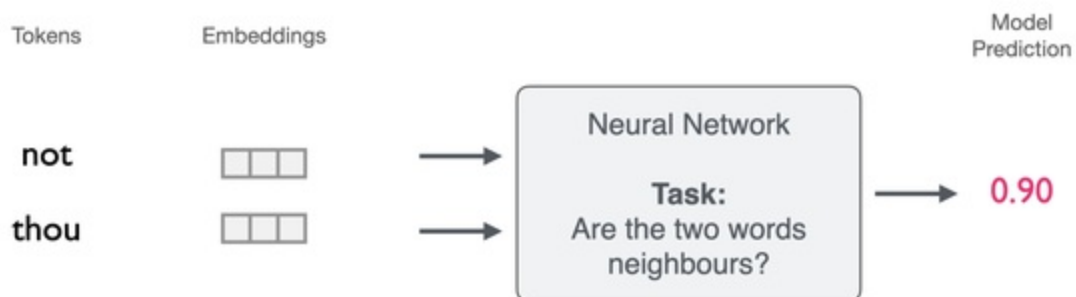 Tokens
Embeddings
Model
Prediction
not
thou
Neural Network
Task:
Are the two words
neighbours?
0.90